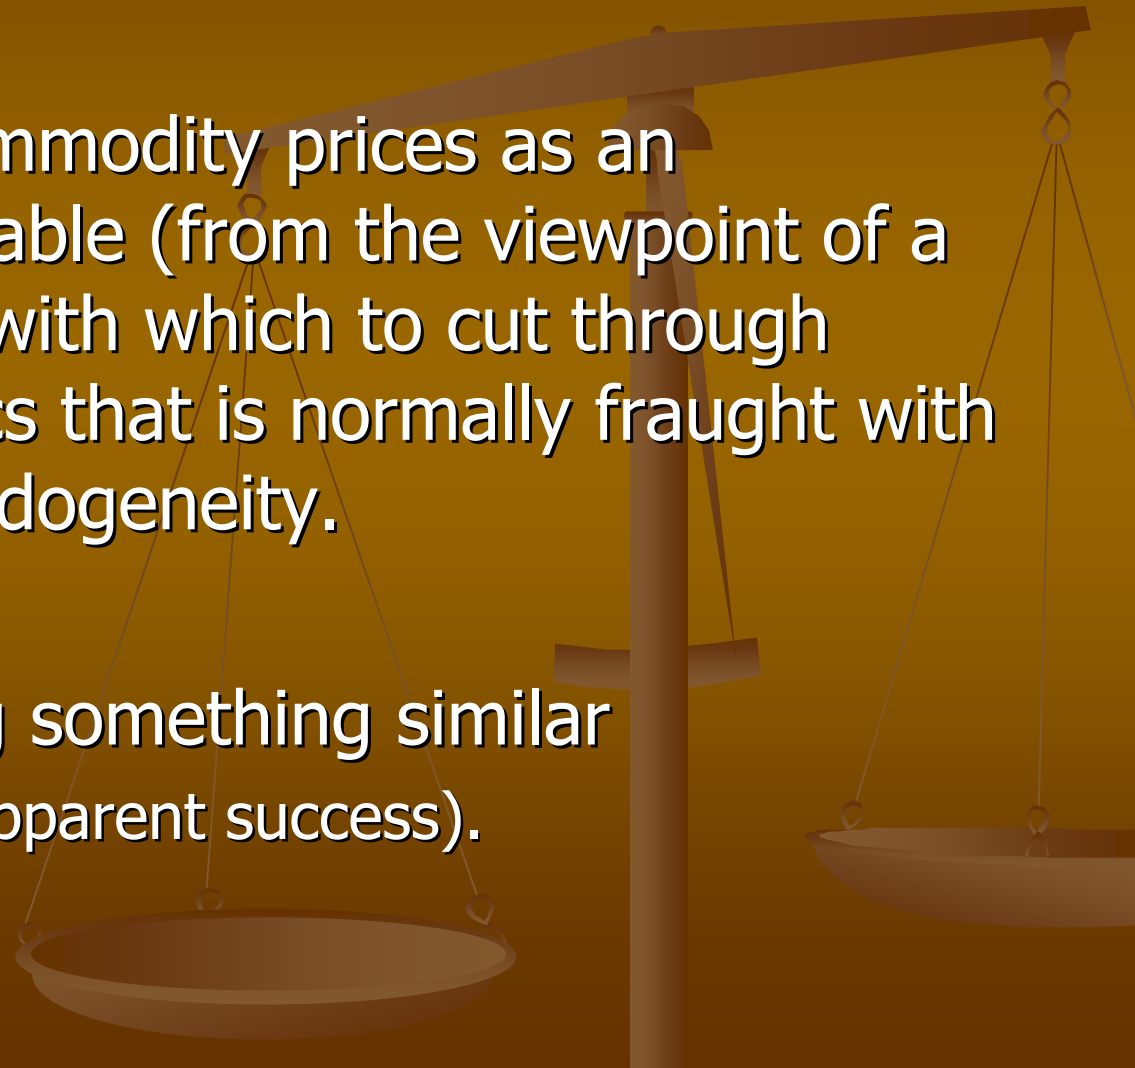 mmodity prices as an
able (from the viewpoint of a
with which to cut through
cs that is normally fraught with
dogeneity.
g something similar
pparent success).